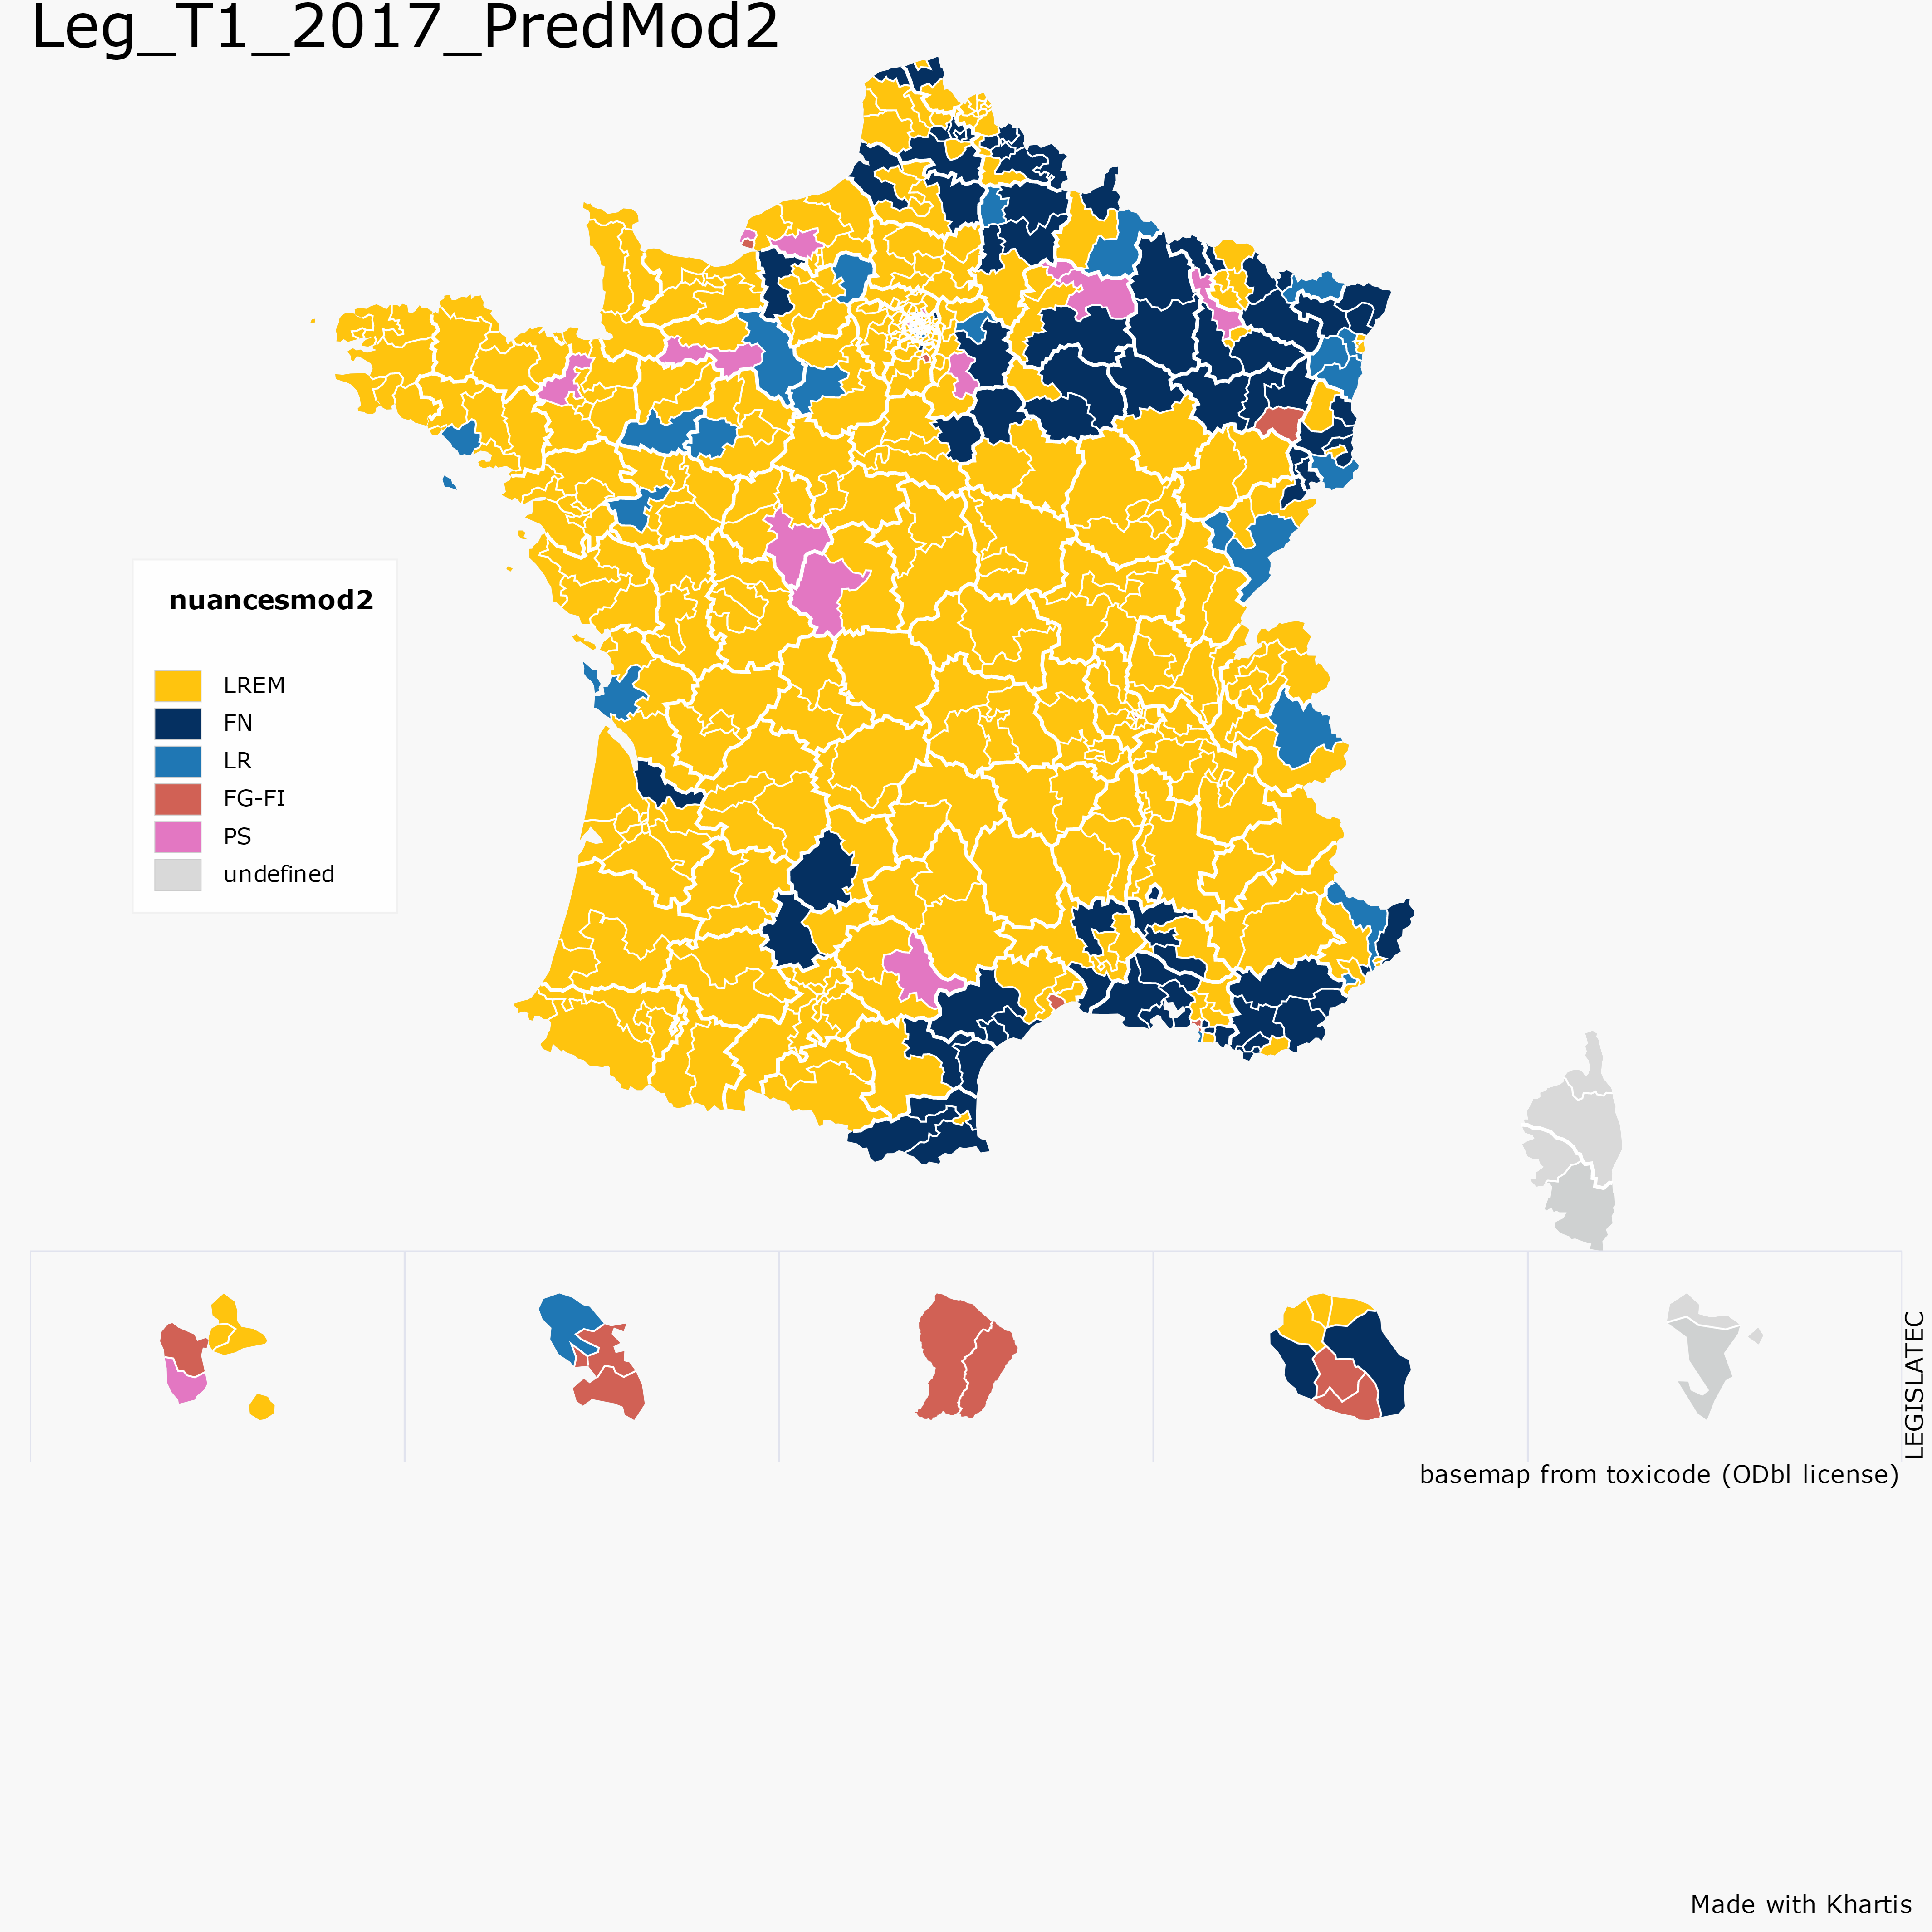 Leg_T1_2017_PredMod2
nuancesmod2
LREM
FN
LR
FG-FI
PS
undefined
LEGISLATEC
basemap from toxicode (ODbl license)
Made with Khartis